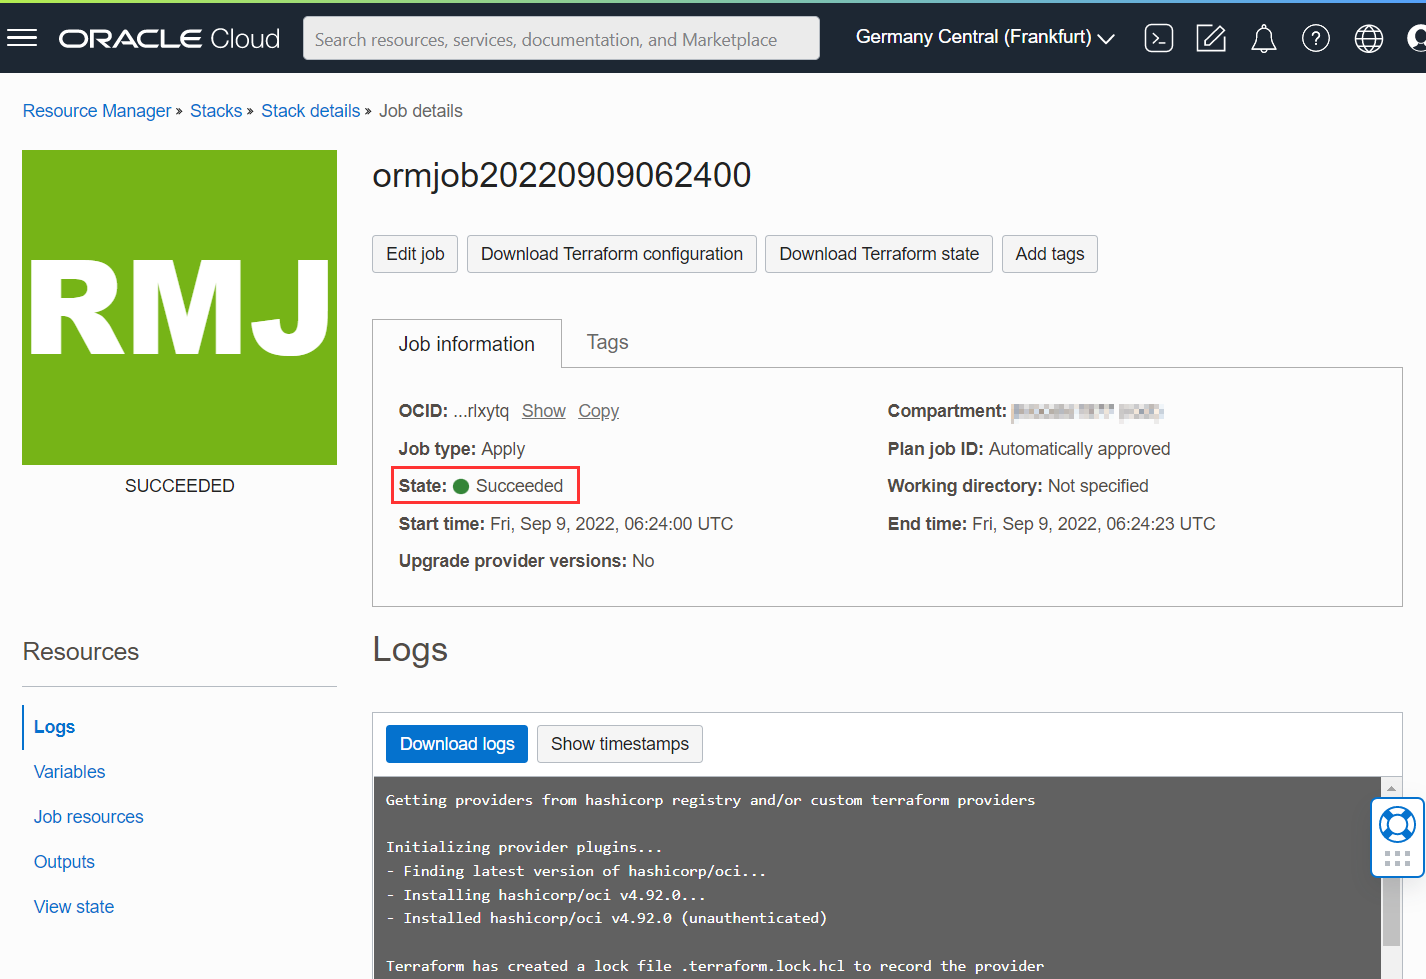 ORACLE Cloud
Search resources, services, documentation, and Marketplace
Germany Central (Frankfurt)
Resource Manager » Stacks » Stack details » Job details
RMJ
SUCCEEDED
ormjob20220909062400
Edit job
Download Terraform configuration
Download Terraform state
Add tags
Job information
Tags
OCID: ...rlxytq Show Copy
Job type: Apply
State: Succeeded
Start time: Fri, Sep 9, 2022, 06:24:00 UTC
Upgrade provider versions: No
Compartment:
Plan job ID: Automatically approved
Working directory: Not specified
End time: Fri, Sep 9, 2022, 06:24:23 UTC
Resources
Logs
Variables
Job resources
Outputs
View state
Logs
Download logs
Show timestamps
Getting providers from hashicorp registry and/or custom terraform providers
Initializing provider plugins...
- Finding latest version of hashicorp/oci...
- Installing hashicorp/oci v4.92.0...
- Installed hashicorp/oci v4.92.0 (unauthenticated)
Terraform has created a lock file .terraform.lock.hcl to record the provider